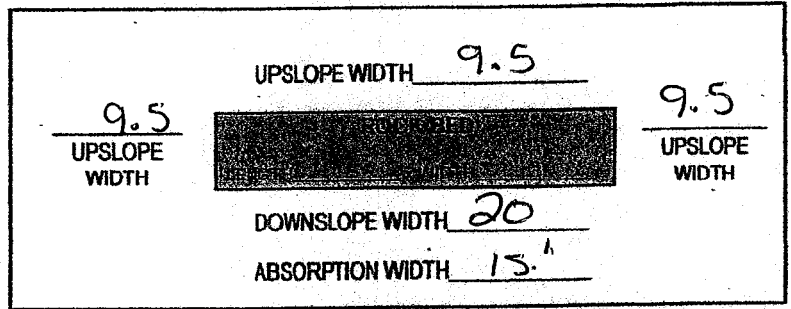 UPSLOPE WIDTH 9.5
9.5
UPSLOPE
WIDTH
9.5
UPSLOPE
WIDTH
DOWNSLOPE WIDTH 20
ABSORPTION WIDTH 15.'